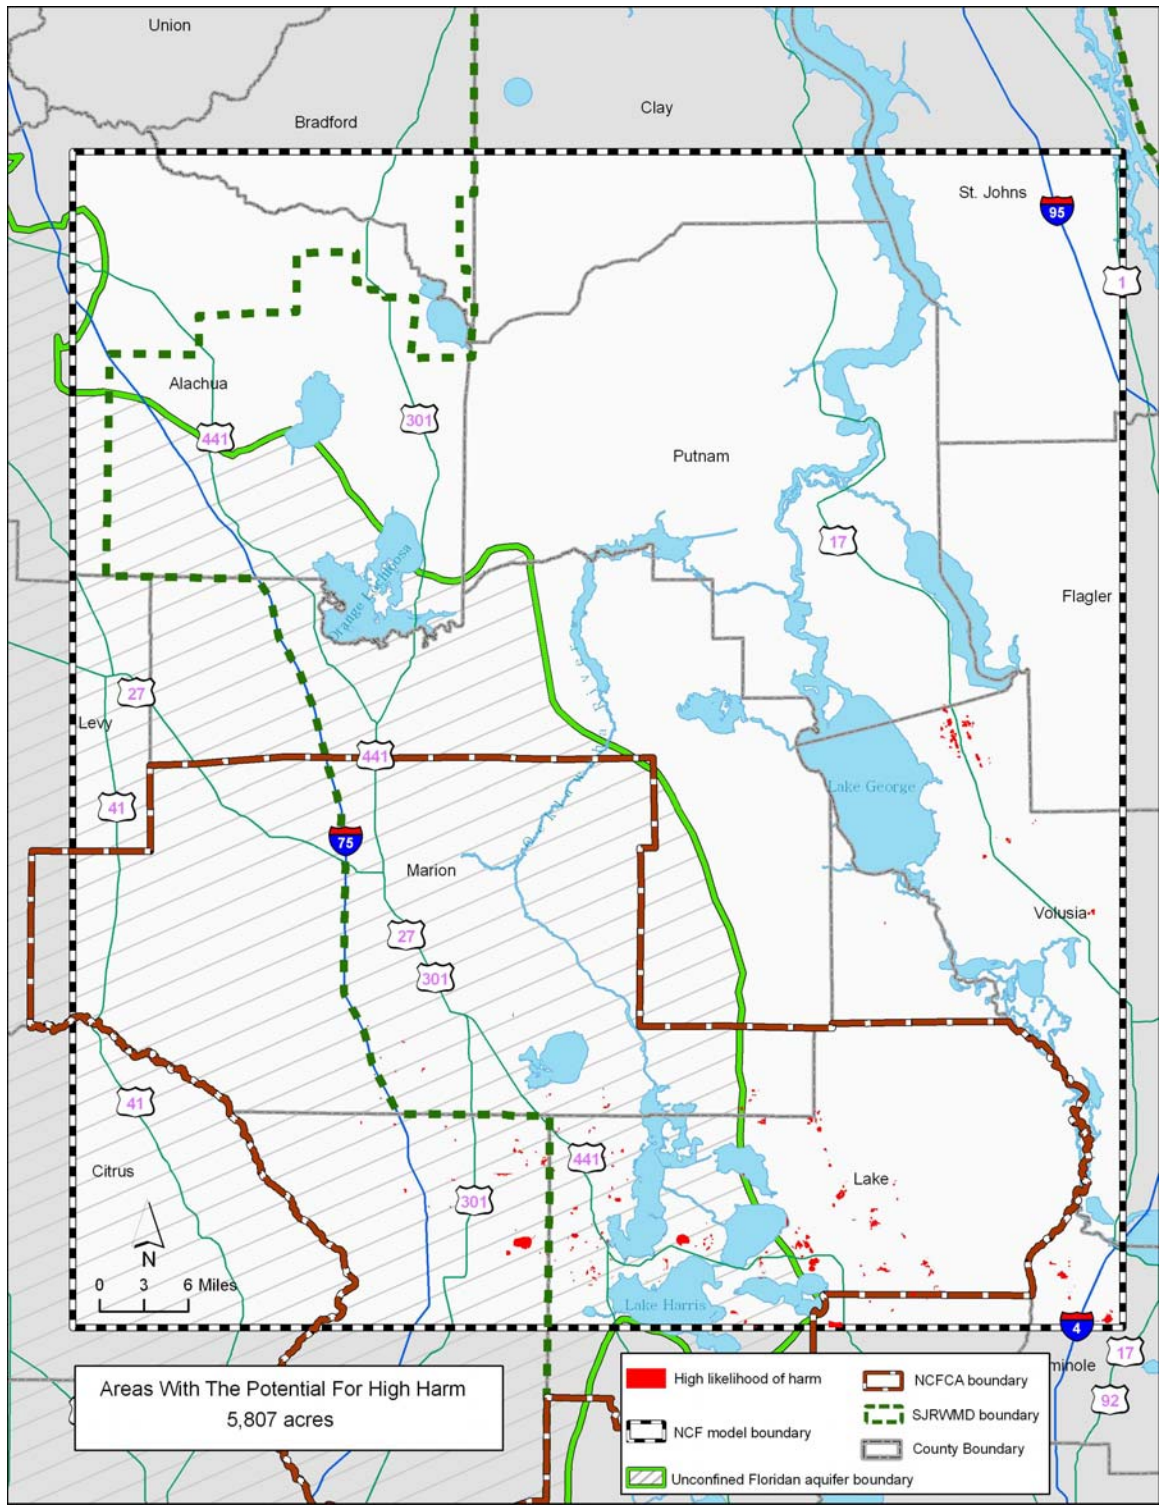 Union
Bradford
Clay
St. Johns
95
1
Alachua
441
301
Putnam
17
Orange Lochloosa
Flagler
27
Levy
441
41
Lake George
75
Marion
Volusia
27
301
41
441
Citrus
Lake
301
N
0 3 6 Miles
Lake Harris
4
17
minole
92
Areas With The Potential For High Harm
5,807 acres
High likelihood of harm
NCFCA boundary
NCF model boundary
SJRWMD boundary
County Boundary
Unconfined Floridan aquifer boundary